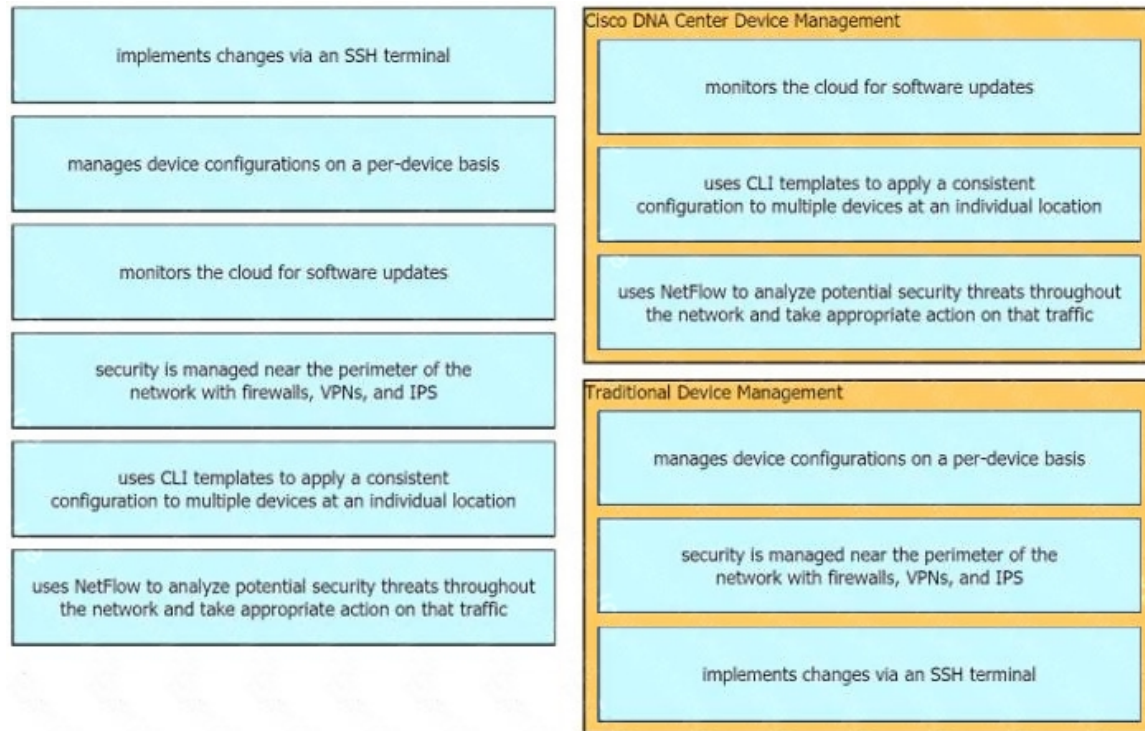 implements changes via an SSH terminal
manages device configurations on a per-device basis
monitors the cloud for software updates
security is managed near the perimeter of the
network with firewalls, VPNs, and IPS
uses CLI templates to apply a consistent
configuration to multiple devices at an individual location
uses NetFlow to analyze potential security threats throughout
the network and take appropriate action on that traffic
Cisco DNA Center Device Management
monitors the cloud for software updates
uses CLI templates to apply a consistent
configuration to multiple devices at an individual location
uses NetFlow to analyze potential security threats throughout
the network and take appropriate action on that traffic
Traditional Device Management
manages device configurations on a per-device basis
security is managed near the perimeter of the
network with firewalls, VPNs, and IPS
implements changes via an SSH terminal